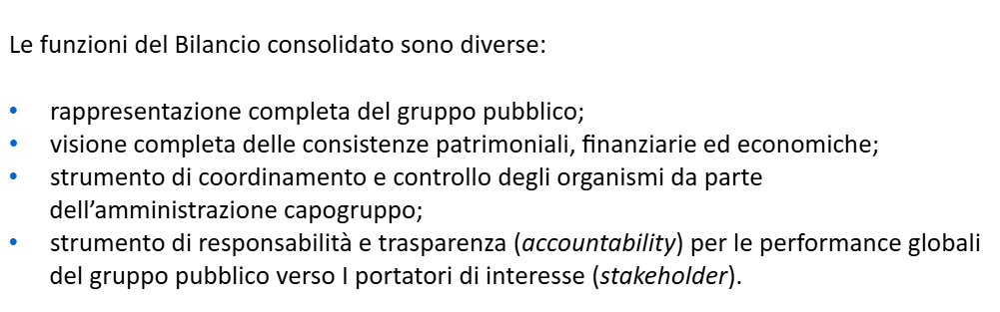 Le funzioni del Bilancio consolidato sono diverse:
• rappresentazione completa del gruppo pubblico;
• visione completa delle consistenze patrimoniali, finanziarie ed economiche;
• strumento di coordinamento e controllo degli organismi da parte
dell’amministrazione capogruppo;
• strumento di responsabilità e trasparenza (accountability) per le performance globali
del gruppo pubblico verso I portatori di interesse (stakeholder).